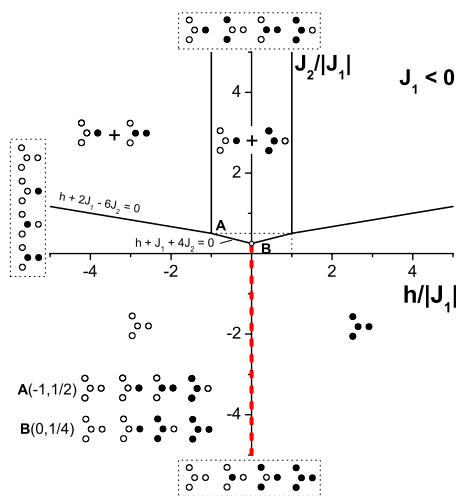 J₂/|J₁|
J₁ < 0
4
+
+
2
h + 2J₁ - 6J₂ = 0
A
h + J₁ + 4J₂ = 0
B
-4 -2 0 2 4
h/|J₁|
-2
A(-1,1/2)
B(0,1/4)
-4